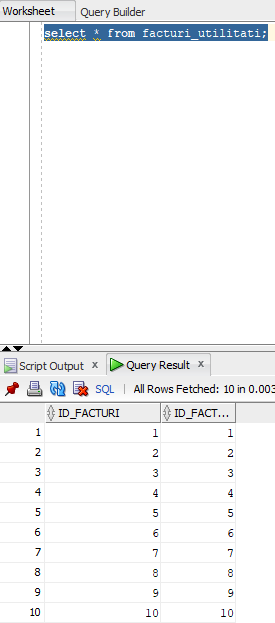 Worksheet Query Builder
select * from facturi_utilitati;
Script Output x Query Result x
SQL | All Rows Fetched: 10 in 0.003
ID_FACTURI ID_FACT...
1 1 1
2 2 2
3 3 3
4 4 4
5 5 5
6 6 6
7 7 7
8 8 8
9 9 9
10 10 10